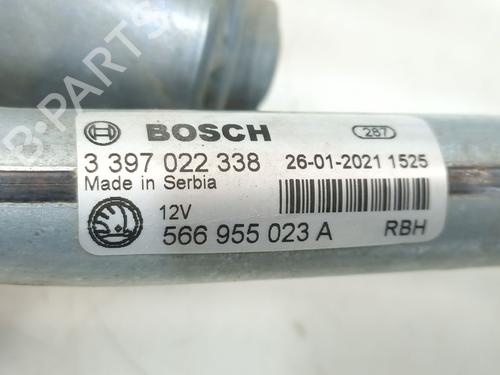 B-PARTS
BOSCH
287
3 397 022 338
26-01-2021 1525
Made in Serbia
12V
566 955 023 A
RBH